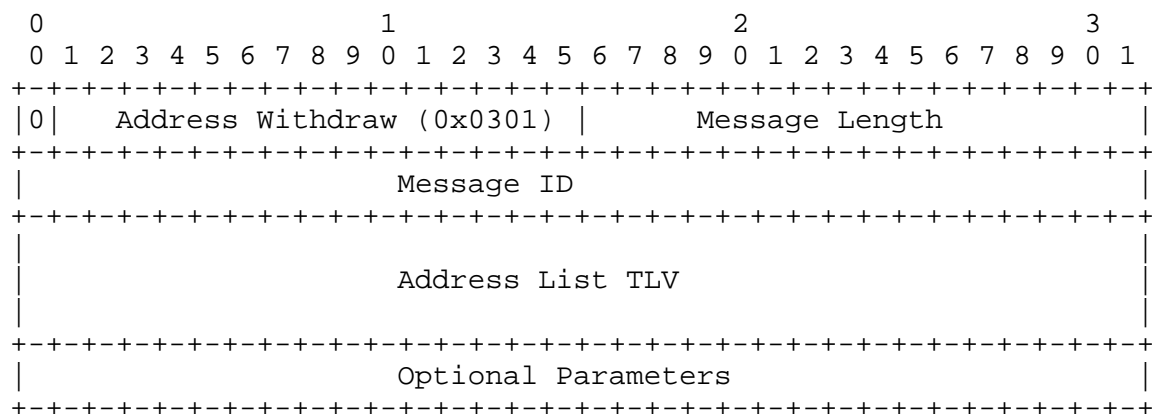 0                   1                   2                   3
 0 1 2 3 4 5 6 7 8 9 0 1 2 3 4 5 6 7 8 9 0 1 2 3 4 5 6 7 8 9 0 1
+-+-+-+-+-+-+-+-+-+-+-+-+-+-+-+-+-+-+-+-+-+-+-+-+-+-+-+-+-+-+-+-+
|0|   Address Withdraw (0x0301) |      Message Length           |
+-+-+-+-+-+-+-+-+-+-+-+-+-+-+-+-+-+-+-+-+-+-+-+-+-+-+-+-+-+-+-+-+
|                     Message ID                                |
+-+-+-+-+-+-+-+-+-+-+-+-+-+-+-+-+-+-+-+-+-+-+-+-+-+-+-+-+-+-+-+-+
|                                                               |
|                     Address List TLV                          |
|                                                               |
+-+-+-+-+-+-+-+-+-+-+-+-+-+-+-+-+-+-+-+-+-+-+-+-+-+-+-+-+-+-+-+-+
|                     Optional Parameters                       |
+-+-+-+-+-+-+-+-+-+-+-+-+-+-+-+-+-+-+-+-+-+-+-+-+-+-+-+-+-+-+-+-+